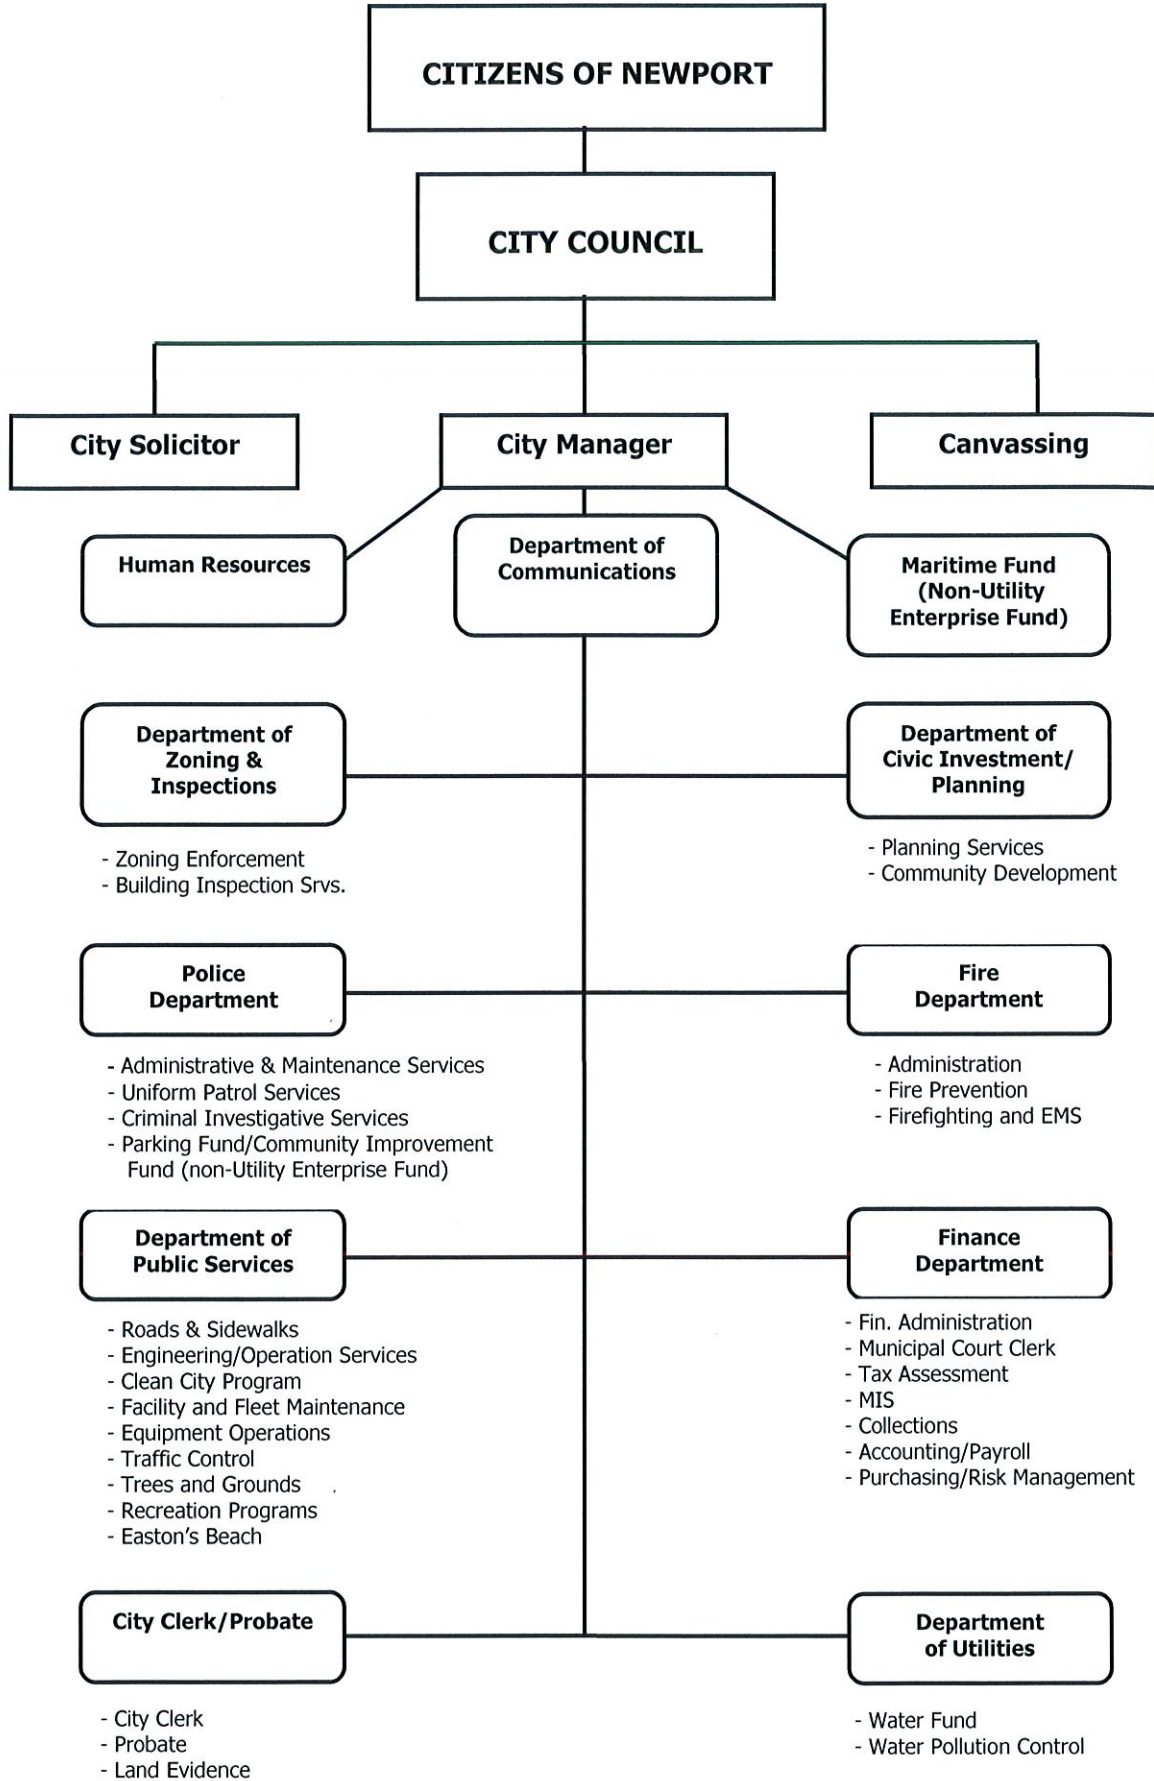 CITIZENS OF NEWPORT
CITY COUNCIL
City Solicitor
City Manager
Canvassing
Human Resources
Department of
Communications
Maritime Fund
(Non-Utility
Enterprise Fund)
Department of
Zoning &
Inspections
- Zoning Enforcement
- Building Inspection Srvs.
Department of
Civic Investment/
Planning
- Planning Services
- Community Development
Police
Department
- Administrative & Maintenance Services
- Uniform Patrol Services
- Criminal Investigative Services
- Parking Fund/Community Improvement
Fund (non-Utility Enterprise Fund)
Fire
Department
- Administration
- Fire Prevention
- Firefighting and EMS
Department of
Public Services
- Roads & Sidewalks
- Engineering/Operation Services
- Clean City Program
- Facility and Fleet Maintenance
- Equipment Operations
- Traffic Control
- Trees and Grounds
- Recreation Programs
- Easton's Beach
Finance
Department
- Fin. Administration
- Municipal Court Clerk
- Tax Assessment
- MIS
- Collections
- Accounting/Payroll
- Purchasing/Risk Management
City Clerk/Probate
- City Clerk
- Probate
- Land Evidence
Department
of Utilities
- Water Fund
- Water Pollution Control